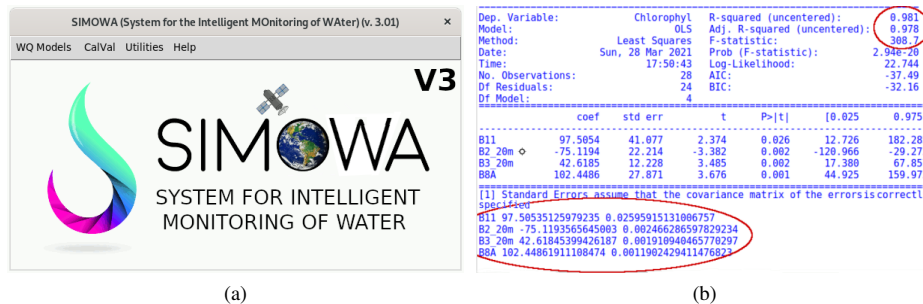 SIMOWA (System for the Intelligent MOnitoring of WAter) (v. 3.01) ×
WQ Models CalVal Utilities Help
V3
SIMOWA
SYSTEM FOR INTELLIGENT
MONITORING OF WATER
(a)
Dep. Variable: Chlorophyl R-squared (uncentered): 0.981
Model: OLS Adj. R-squared (uncentered): 0.978
Method: Least Squares F-statistic: 308.7
Date: Sun, 28 Mar 2021 Prob (F-statistic): 2.94e-20
Time: 17:50:43 Log-Likelihood: 22.744
No. Observations: 28 AIC: -37.49
Df Residuals: 24 BIC: -32.16
Df Model: 4
coef std err t P>|t| [0.025 0.975
B11 97.5054 41.077 2.374 0.026 12.726 182.28
B2_20m -75.1194 22.214 -3.382 0.002 -120.966 -29.27
B3_20m 42.6185 12.228 3.485 0.002 17.380 67.85
B8A 102.4486 27.871 3.676 0.001 44.925 159.97
[1] Standard Errors assume that the covariance matrix of the errors is correctl
specified
B11 97.50535125979235 0.02595915131006757
B2_20m -75.1193565645003 0.002466286597829234
B3_20m 42.61845399426187 0.001910940465770297
B8A 102.44861911108474 0.0011902429411476823
(b)